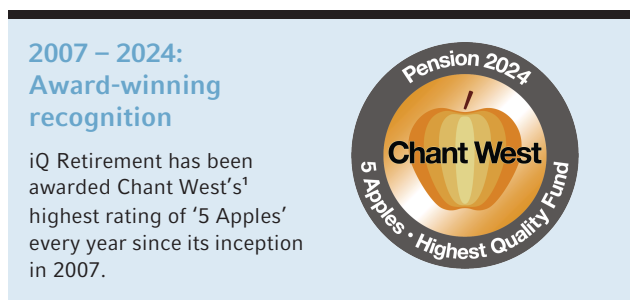 2007 – 2024:
Award-winning
recognition
iQ Retirement has been
awarded Chant West's¹
highest rating of ‘5 Apples’
every year since its inception
in 2007.
Pension 2024
Chant West
5 Apples · Highest Quality Fund